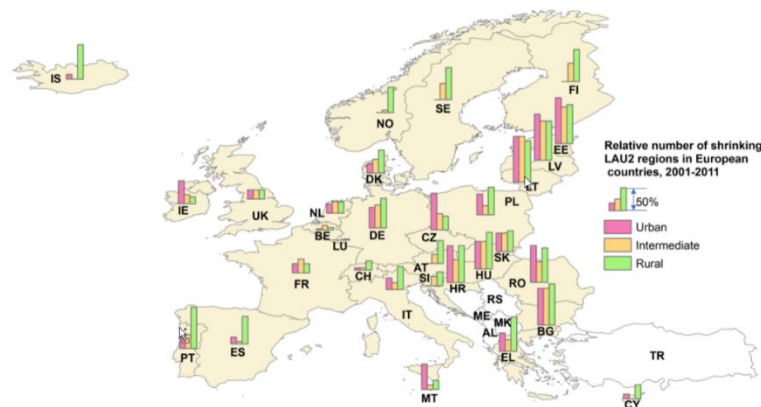 IS
FI
SE
NO
EE
LV
LT
DK
IE
UK
NL
BE
LU
DE
PL
CZ
SK
AT
HU
FR
CH
SI
HR
RO
IT
RS
ME
MK
BG
AL
EL
PT
ES
TR
MT
CY
Relative number of shrinking
LAU2 regions in European
countries, 2001-2011
50%
Urban
Intermediate
Rural